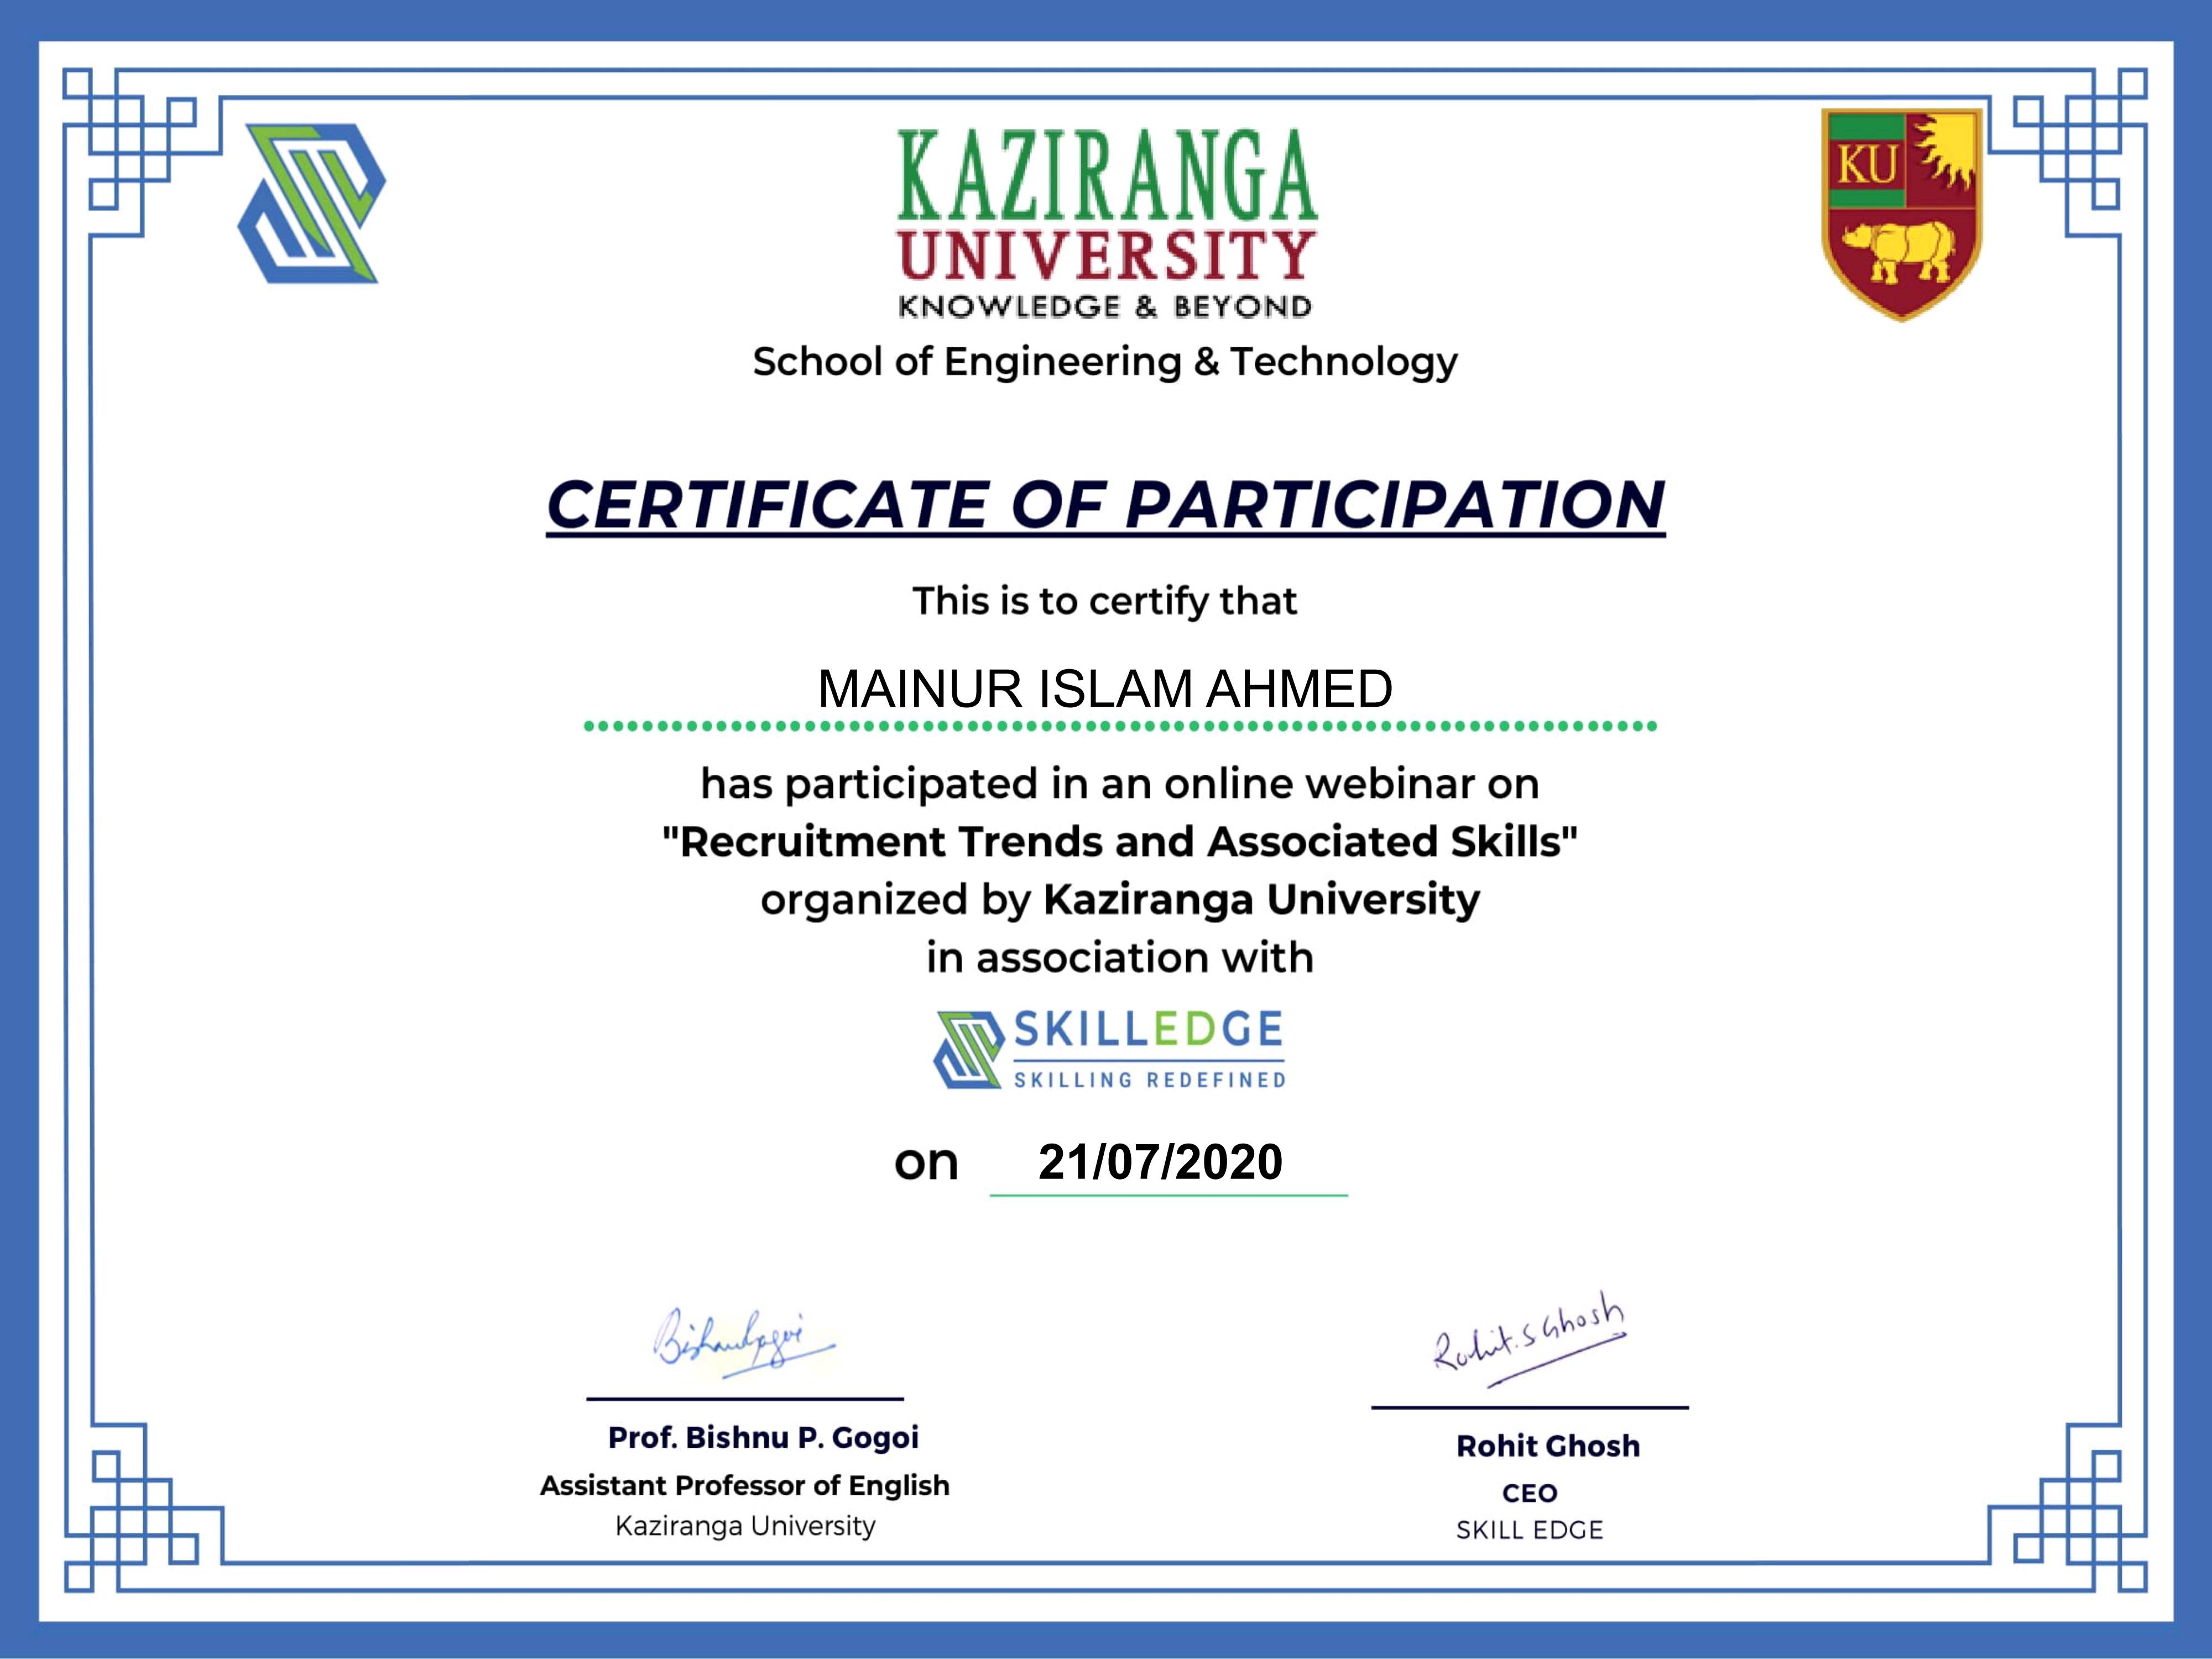 KAZIRANGA
UNIVERSITY
KNOWLEDGE & BEYOND
KU
School of Engineering & Technology
CERTIFICATE OF PARTICIPATION
This is to certify that
MAINUR ISLAM AHMED
has participated in an online webinar on
"Recruitment Trends and Associated Skills"
organized by Kaziranga University
in association with
SKILLEDGE
SKILLING REDEFINED
on 21/07/2020
Bishnu Gogoi
Rohit.S Ghosh
Prof. Bishnu P. Gogoi
Assistant Professor of English
Kaziranga University
Rohit Ghosh
CEO
SKILL EDGE